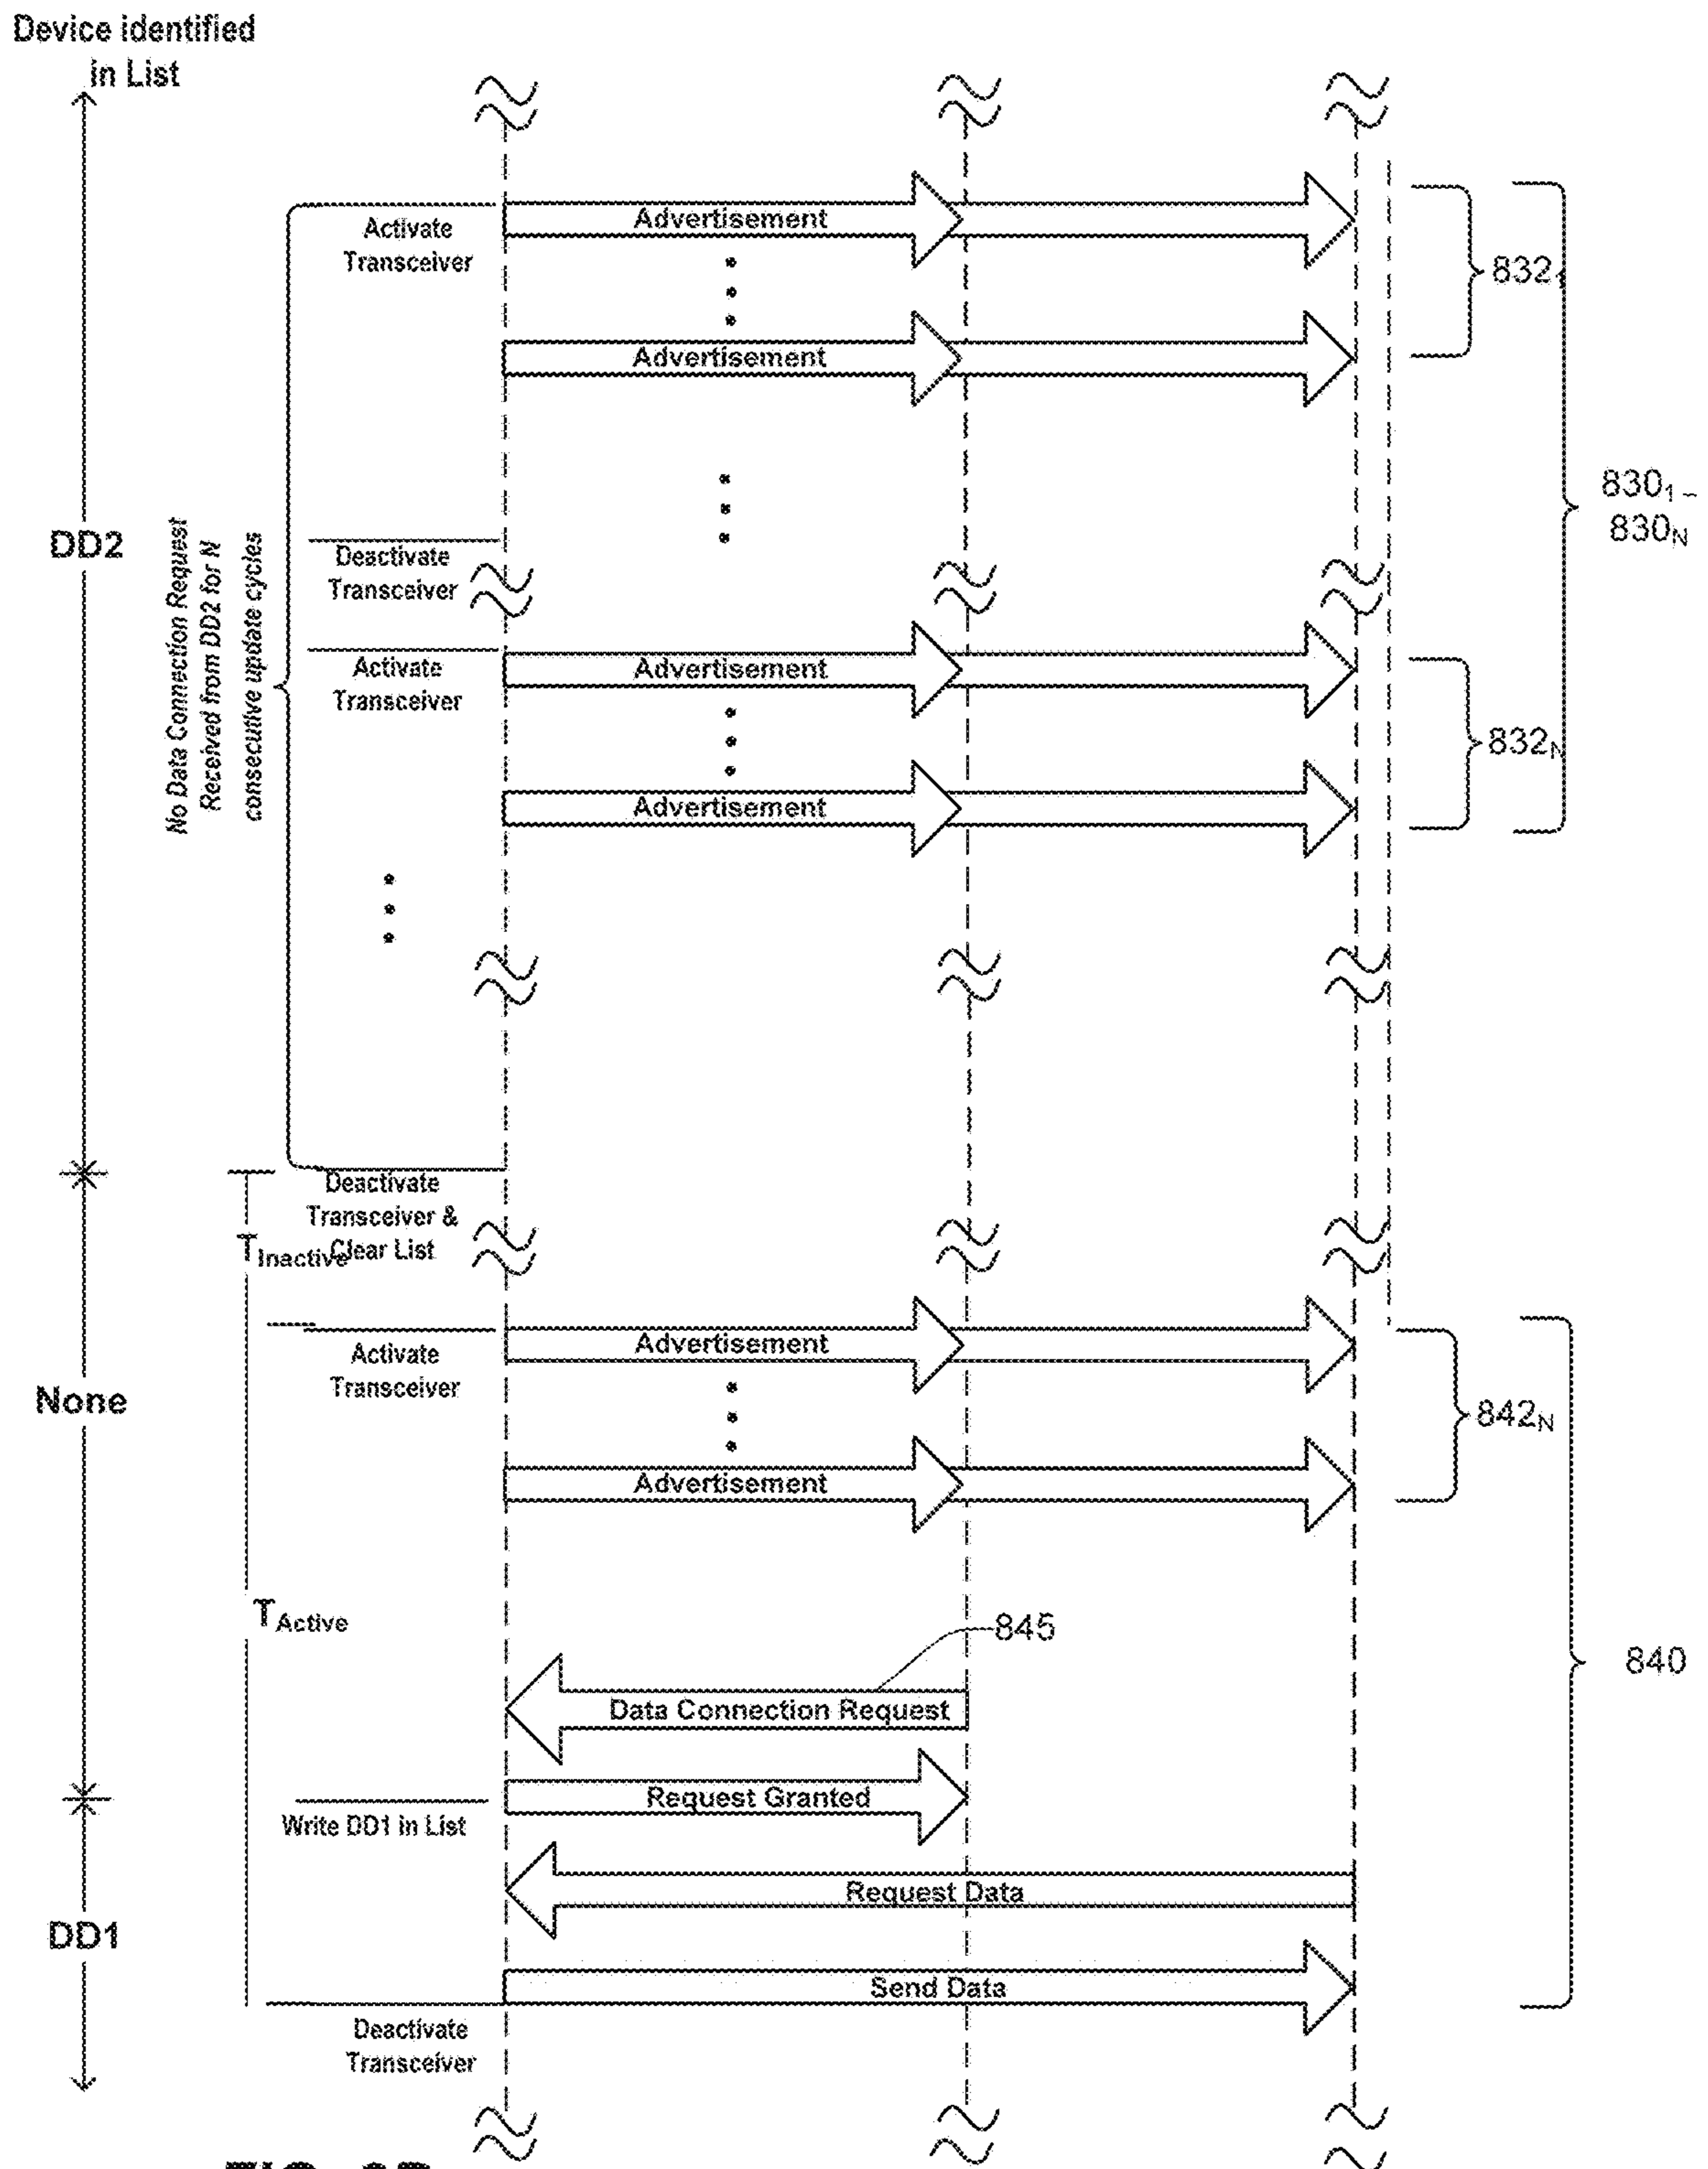 Device identified
in List
Activate
Transceiver
Advertisement
832
Advertisement
830₁ –
830N
DD2
No Data Connection Request
Received from DD2 for N
consecutive update cycles
Deactivate
Transceiver
Activate
Transceiver
Advertisement
832N
Advertisement
Deactivate
Transceiver &
Clear List
TInactive
Advertisement
Activate
Transceiver
None
842N
Advertisement
TActive
845
840
Data Connection Request
Request Granted
Write DD1 in List
Request Data
DD1
Send Data
Deactivate
Transceiver